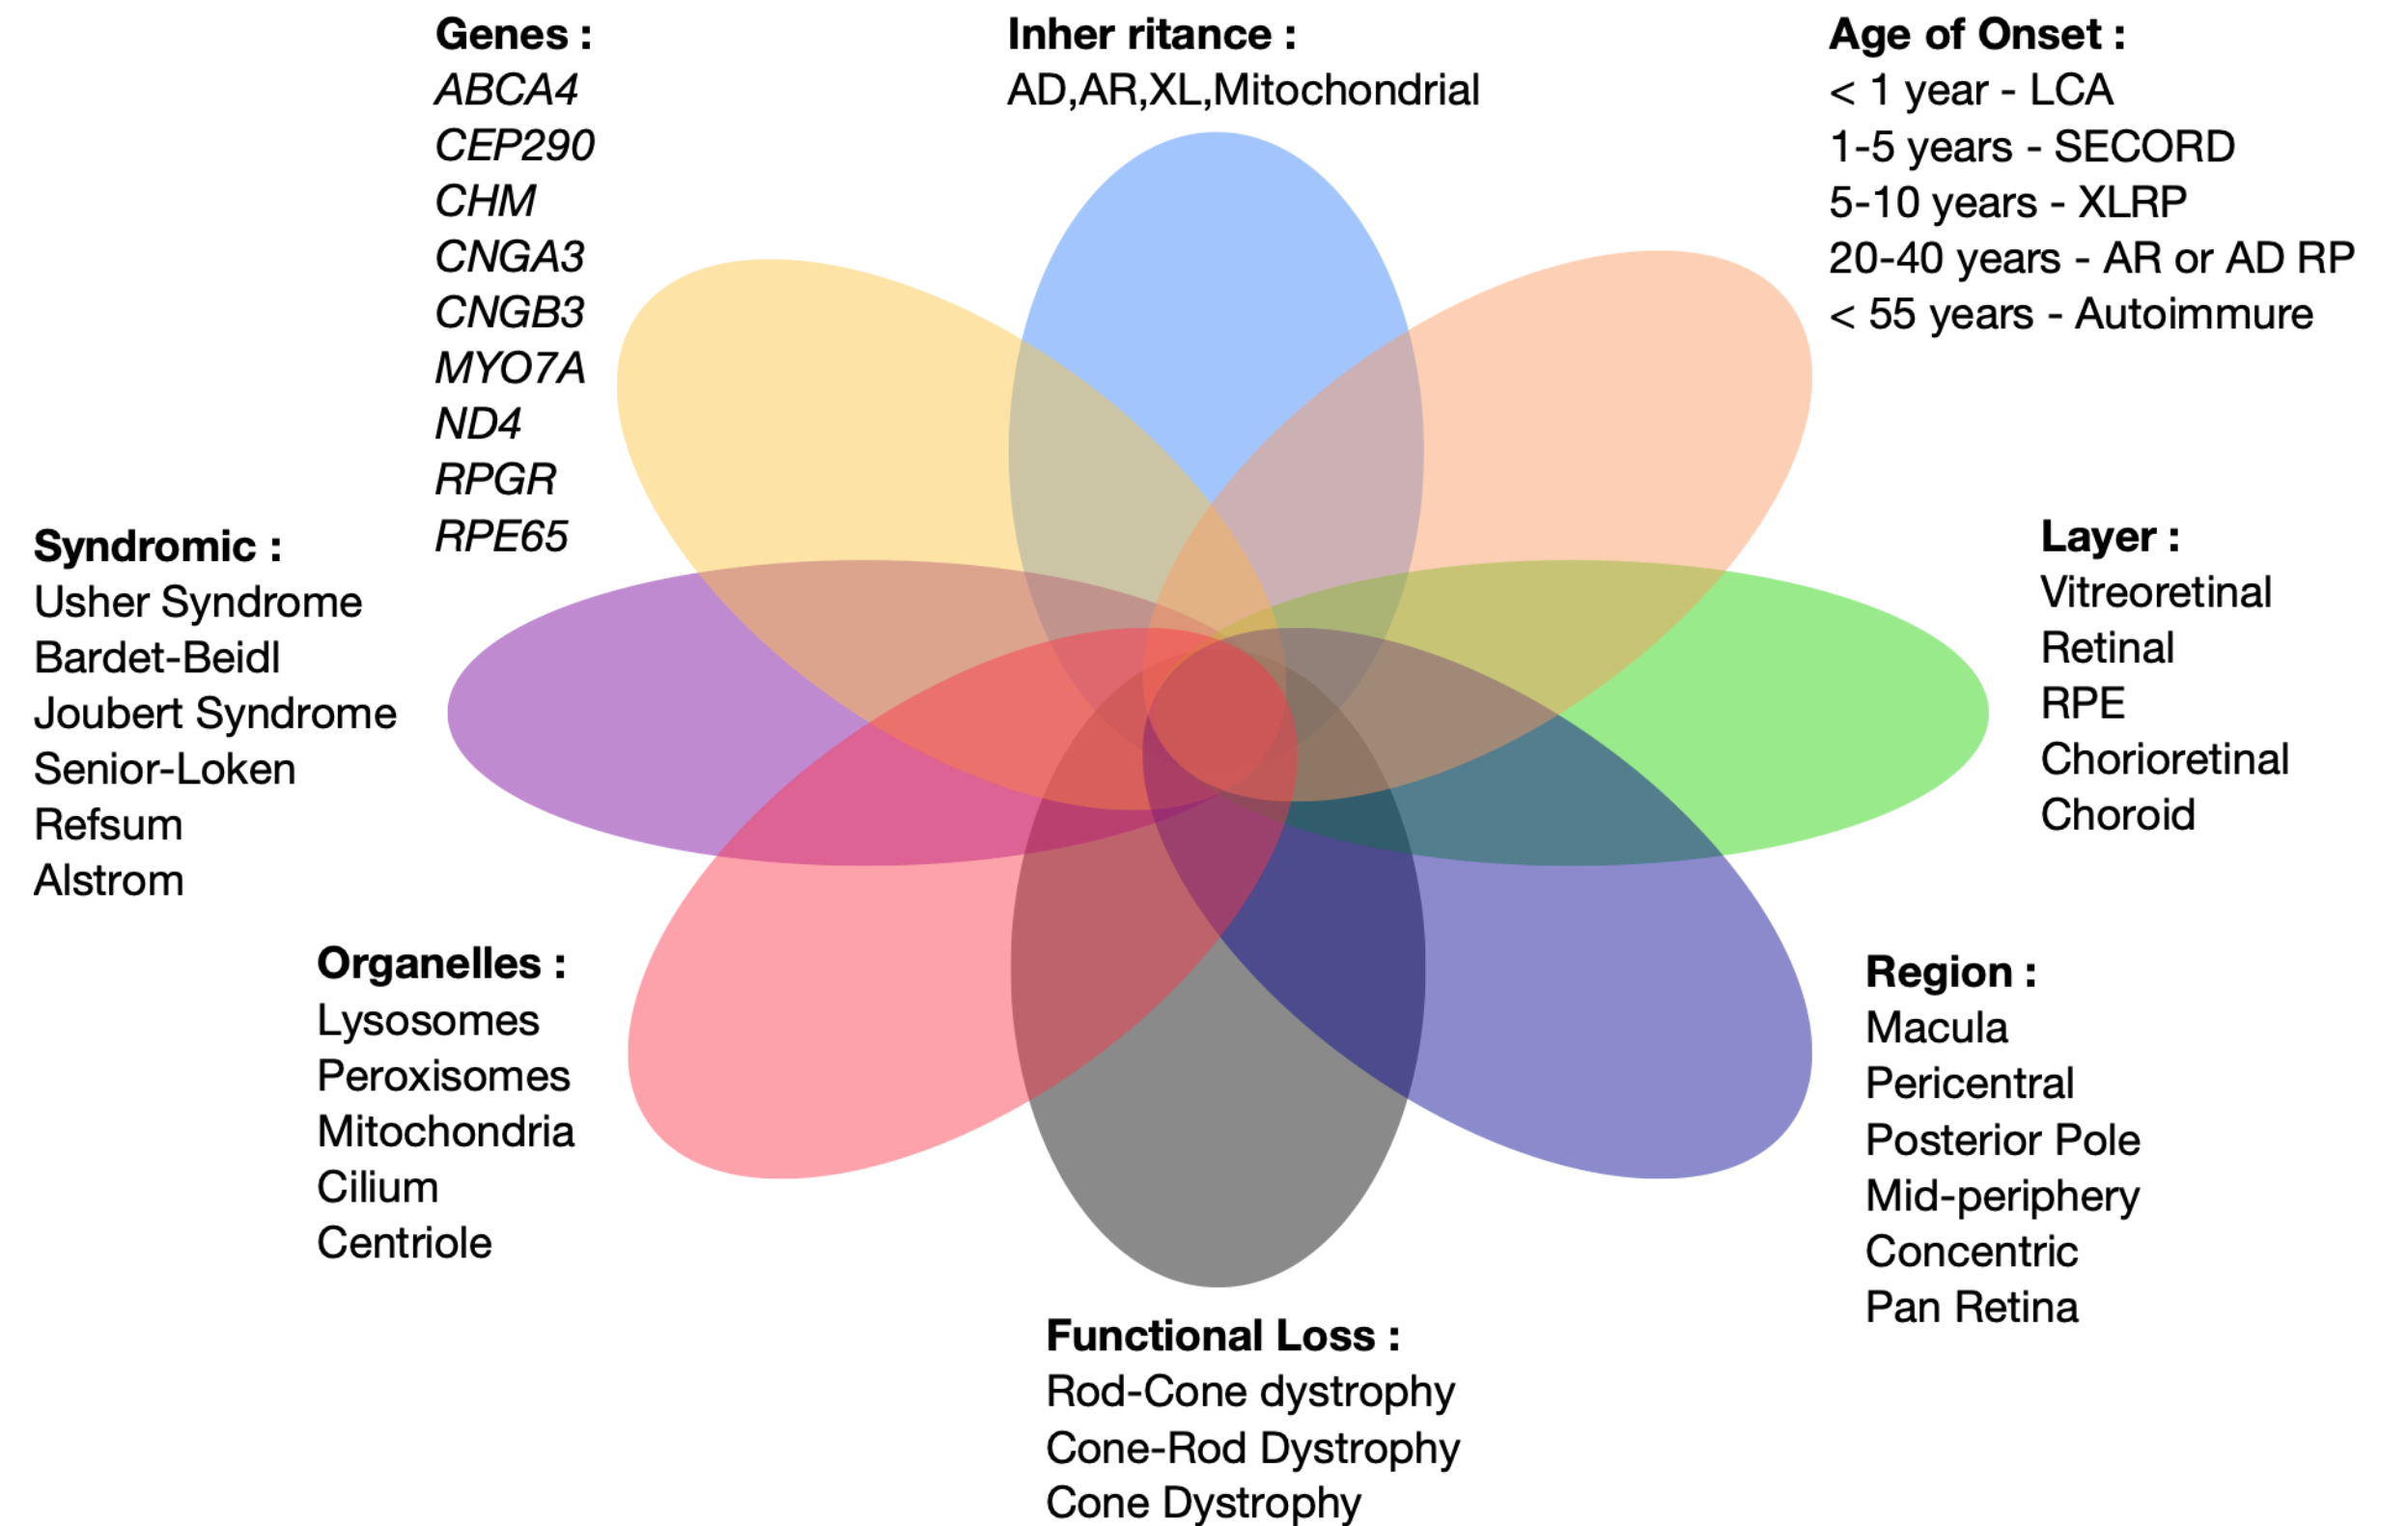 Genes :
ABCA4
CEP290
CHM
CNGA3
CNGB3
MYO7A
ND4
RPGR
RPE65
Inher ritance :
AD,AR,XL,Mitochondrial
Age of Onset :
< 1 year - LCA
1-5 years - SECORD
5-10 years - XLRP
20-40 years - AR or AD RP
< 55 years - Autoimmure
Syndromic :
Usher Syndrome
Bardet-Beidl
Joubert Syndrome
Senior-Loken
Refsum
Alstrom
Layer :
Vitreoretinal
Retinal
RPE
Chorioretinal
Choroid
Organelles :
Lysosomes
Peroxisomes
Mitochondria
Cilium
Centriole
Region :
Macula
Pericentral
Posterior Pole
Mid-periphery
Concentric
Pan Retina
Functional Loss :
Rod-Cone dystrophy
Cone-Rod Dystrophy
Cone Dystrophy